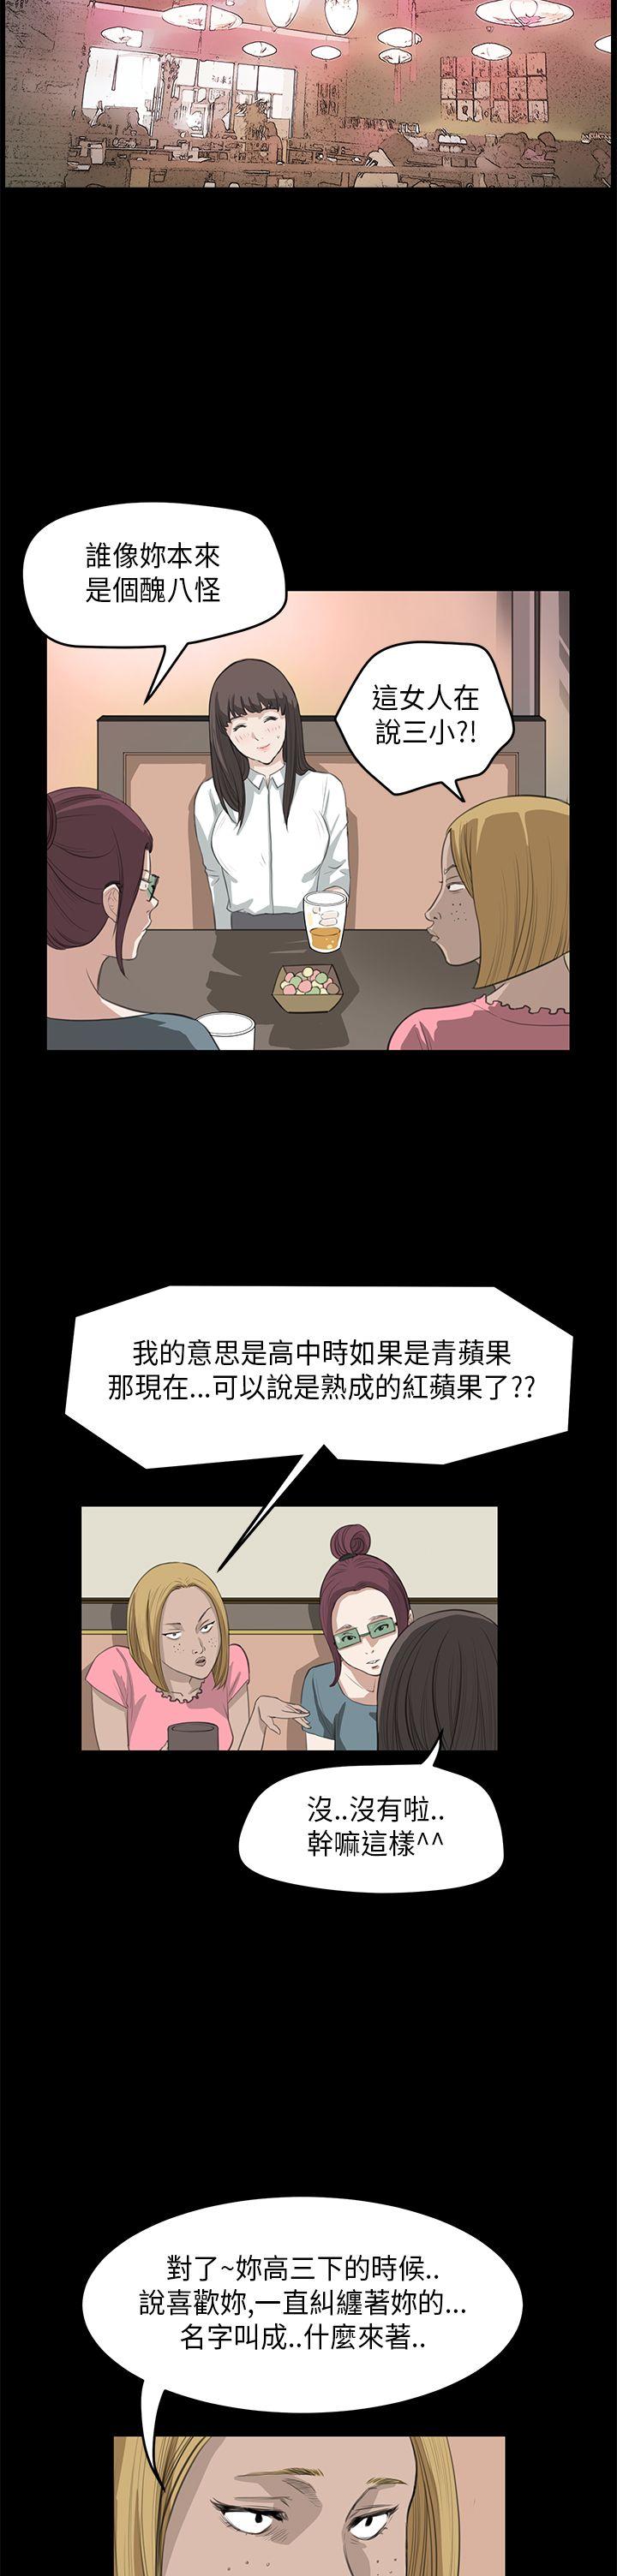 誰像妳本來
是個醜八怪
這女人在
說三小?!
我的意思是高中時如果是青蘋果
那現在...可以說是熟成的紅蘋果了??
沒..沒有啦..
幹嘛這樣^^
對了~妳高三下的時候..
說喜歡妳,一直糾纏著妳的...
名字叫成..什麼來著..